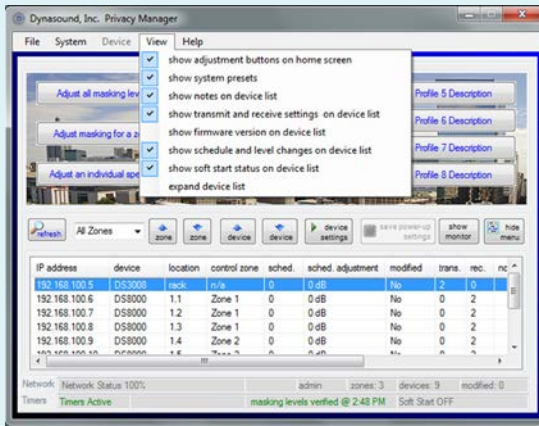 Dynasound, Inc. Privacy Manager
File System Device View Help
show adjustment buttons on home screen
show system presets
show notes on device list
show transmit and receive settings on device list
show firmware version on device list
show schedule and level changes on device list
show soft start status on device list
expand device list
Adjust all masking lev
Adjust masking for a z
Adjust an individual spe
Profile 5 Description
Profile 6 Description
Profile 7 Description
Profile 8 Description
refresh All Zones zone zone device device device settings save power-up settings show monitor hide menu
IP address device location control zone sched. sched. adjustment modified trans. rec. nc
192.168.100.5 DS3008 rack n/a 0 0 dB No 2 0
192.168.100.6 DS8000 1.1 Zone 1 0 0 dB No 0 2
192.168.100.7 DS8000 1.2 Zone 1 0 0 dB No 0 2
192.168.100.8 DS8000 1.3 Zone 1 0 0 dB No 0 2
192.168.100.9 DS8000 1.4 Zone 2 0 0 dB No 0 2
Network Network Status 100% admin zones: 3 devices: 9 modified: 0
Timers Timers Active masking levels verified @ 2:48 PM Soft Start OFF